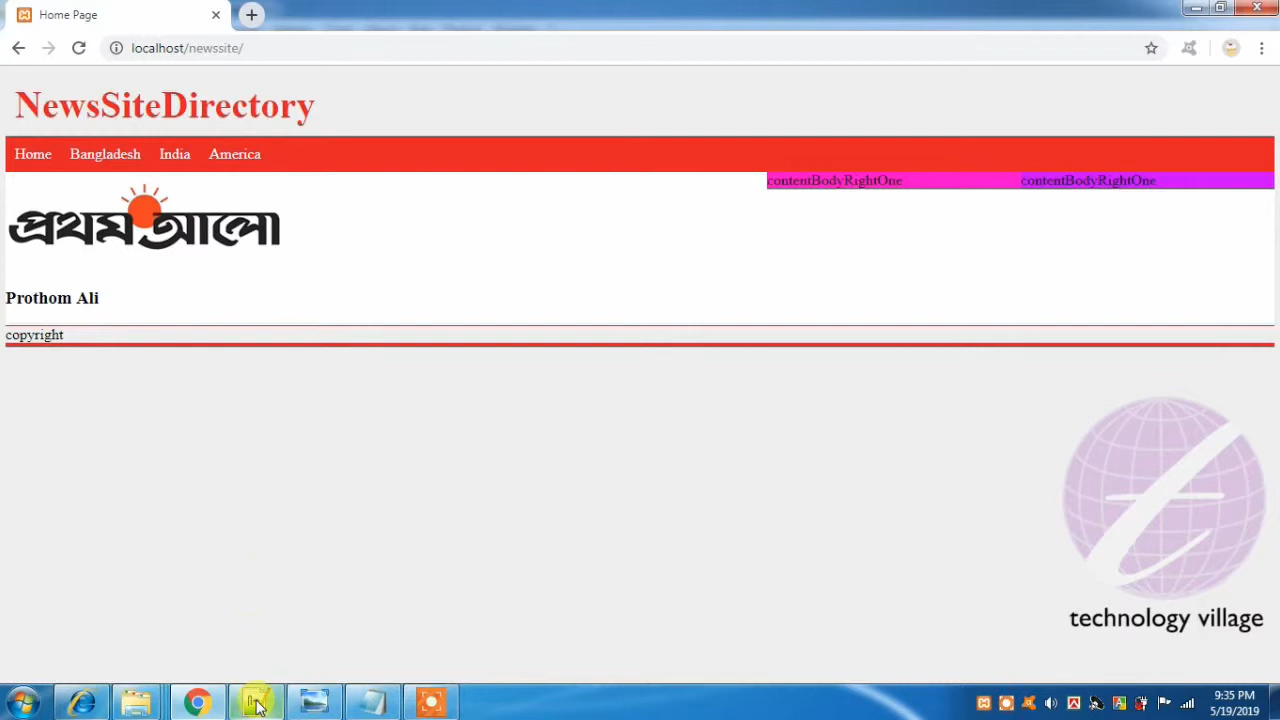 Home Page
localhost/newssite/
NewsSiteDirectory
Home Bangladesh India America
contentBodyRightOne contentBodyRightOne
প্রথম আলো
Prothom Ali
copyright
technology village
9:35 PM
5/19/2019